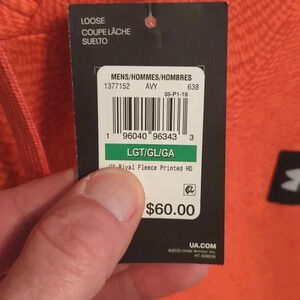 LOOSE
COUPE LÂCHE
SUELTO
MENS/HOMMES/HOMBRES
1377152 AVY 638
35-P1-19
1 96040 96343 3
LGT/GL/GA
UA Rival Fleece Printed HD
$60.00
UA.COM